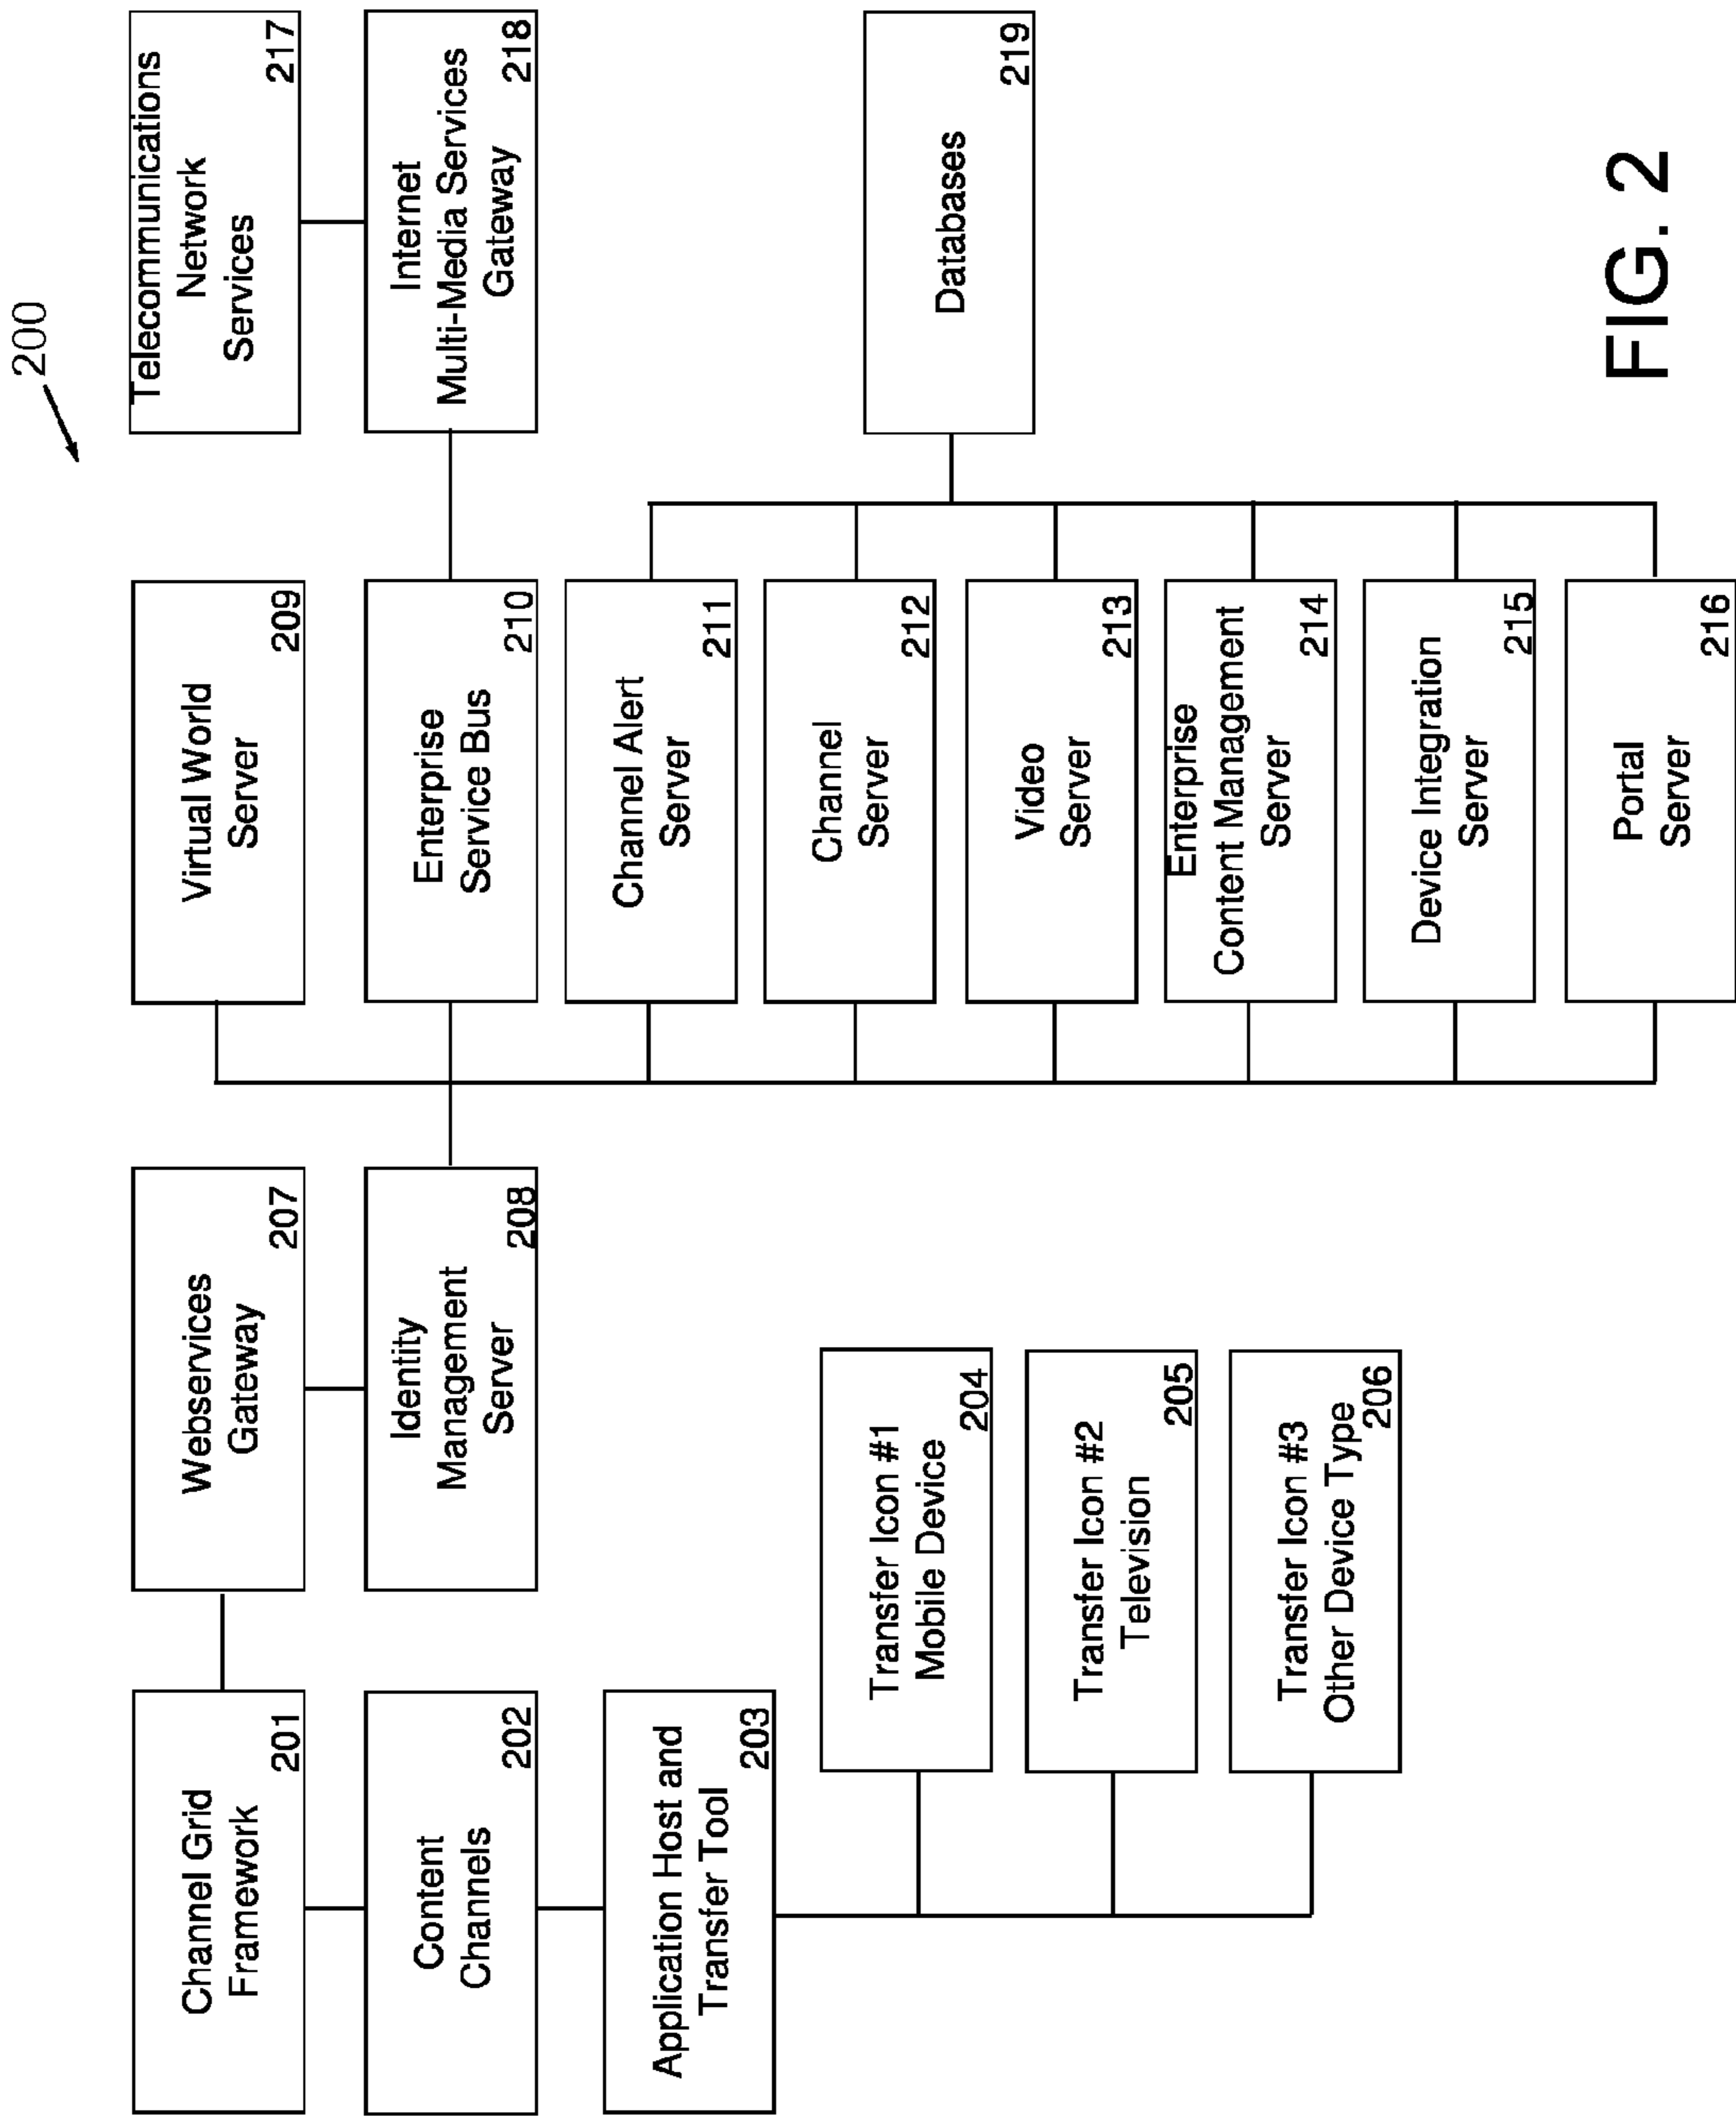 200
Channel Grid
Framework
201
Content
Channels
202
Application Host and
Transfer Tool
203
Transfer Icon #1
Mobile Device
204
Transfer Icon #2
Television
205
Transfer Icon #3
Other Device Type
206
Webservices
Gateway
207
Identity
Management
Server
208
Virtual World
Server
209
Enterprise
Service Bus
210
Channel Alert
Server
211
Channel
Server
212
Video
Server
213
Enterprise
Content Management
Server
214
Device Integration
Server
215
Portal
Server
216
Telecommunications
Network
Services
217
Internet
Multi-Media Services
Gateway
218
Databases
219
FIG. 2